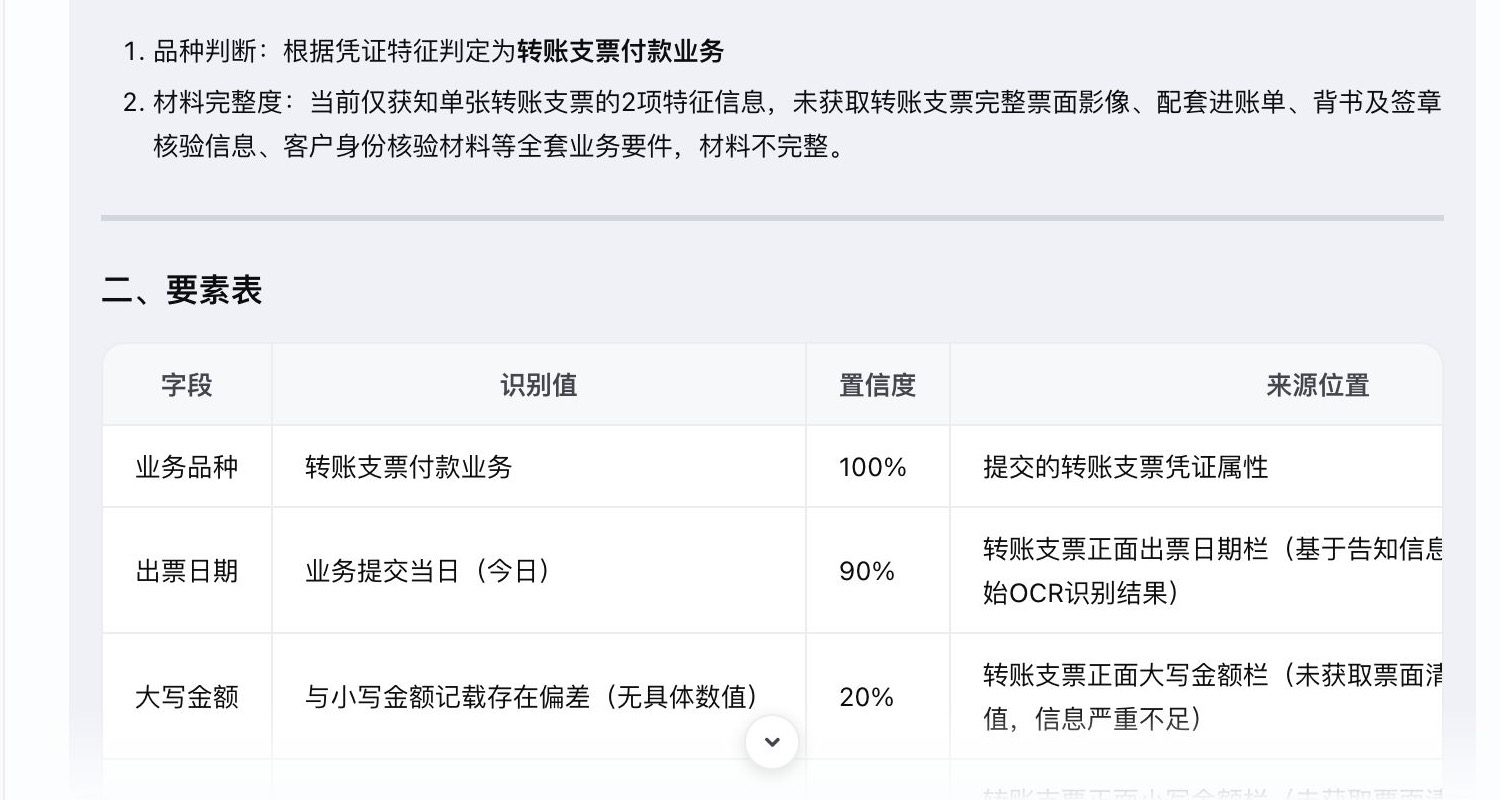 1. 品种判断：根据凭证特征判定为转账支票付款业务
2. 材料完整度：当前仅获知单张转账支票的2项特征信息，未获取转账支票完整票面影像、配套进账单、背书及签章
核验信息、客户身份核验材料等全套业务要件，材料不完整。
二、要素表
字段 识别值 置信度 来源位置
业务品种 转账支票付款业务 100% 提交的转账支票凭证属性
出票日期 业务提交当日（今日） 90% 转账支票正面出票日期栏（基于告知信息
始OCR识别结果）
大写金额 与小写金额记载存在偏差（无具体数值） 20% 转账支票正面大写金额栏（未获取票面清
值，信息严重不足）